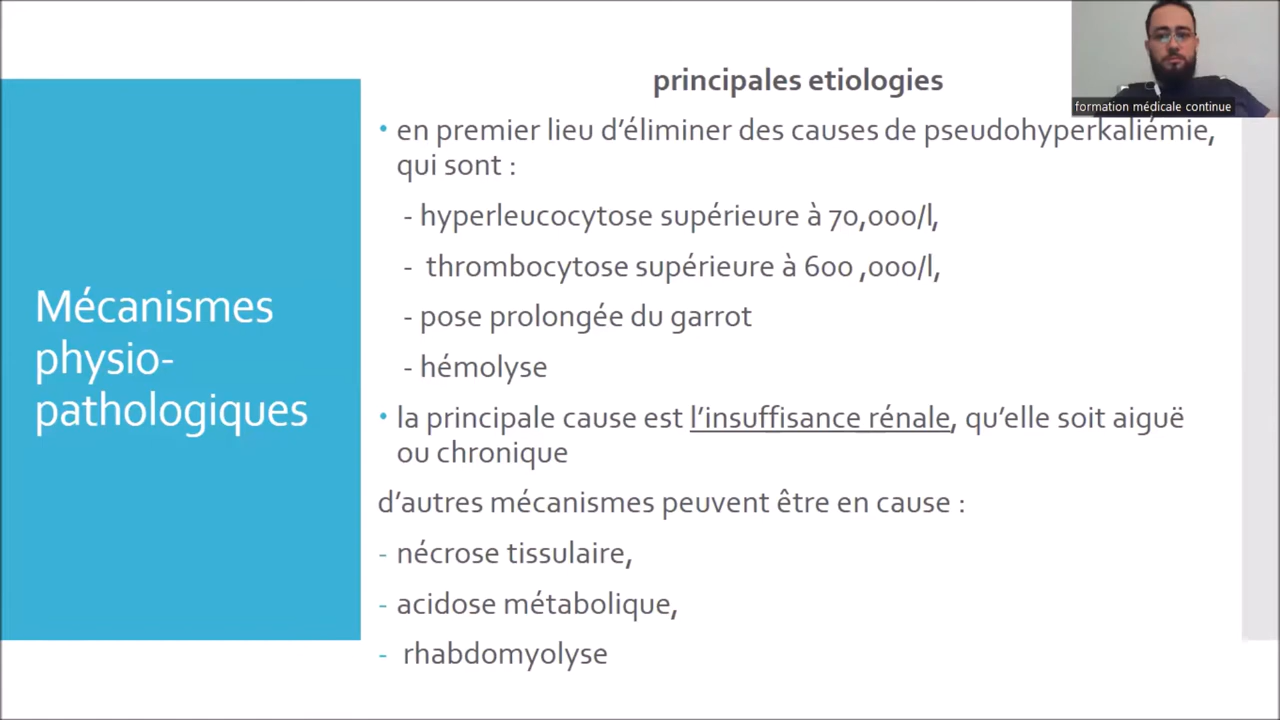 Mécanismes
physio-
pathologiques
principales etiologies
formation médicale continue
• en premier lieu d’éliminer des causes de pseudohyperkaliémie,
qui sont :
- hyperleucocytose supérieure à 70,000/l,
- thrombocytose supérieure à 600 ,000/l,
- pose prolongée du garrot
- hémolyse
• la principale cause est l’insuffisance rénale, qu’elle soit aiguë
ou chronique
d’autres mécanismes peuvent être en cause :
- nécrose tissulaire,
- acidose métabolique,
- rhabdomyolyse